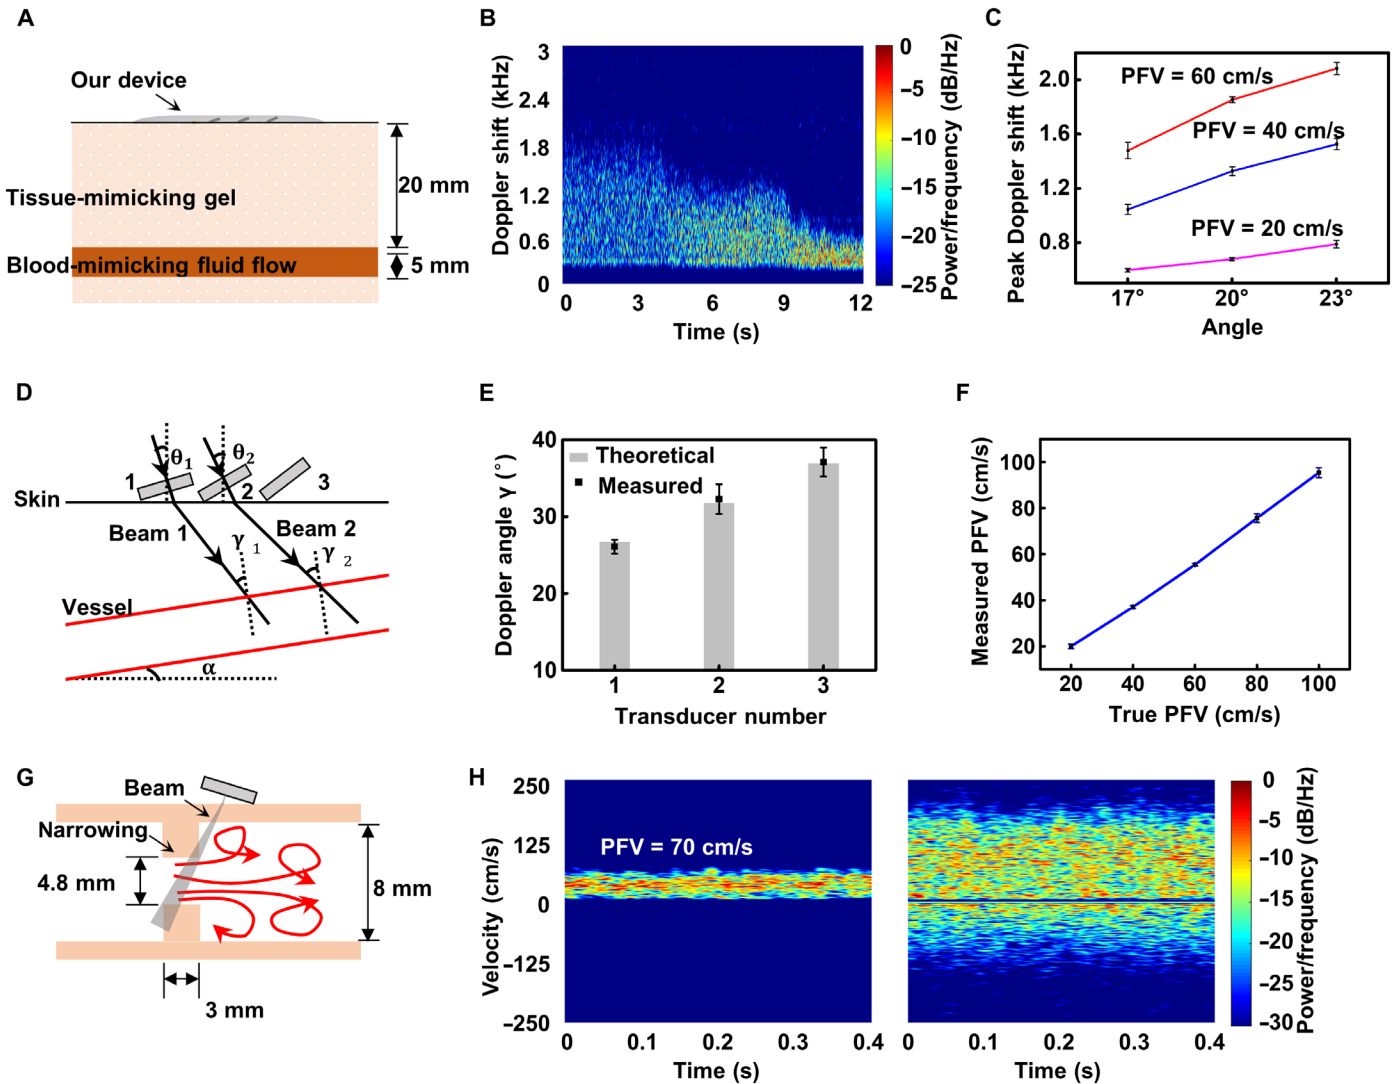 A
Our device
20 mm
Tissue-mimicking gel
Blood-mimicking fluid flow
5 mm
B
Doppler shift (kHz)
3
2.4
1.8
1.2
0.6
0
0 3 6 9 12
Time (s)
0
−5
−10
−15
−20
−25
Power/frequency (dB/Hz)
C
Peak Doppler shift (kHz)
2.0
1.6
1.2
0.8
PFV = 60 cm/s
PFV = 40 cm/s
PFV = 20 cm/s
17° 20° 23°
Angle
D
θ1
θ2
1
2
3
Skin
Beam 1
Beam 2
γ 1
γ 2
Vessel
α
E
Doppler angle γ (°)
40
30
20
10
Theoretical
Measured
1 2 3
Transducer number
F
Measured PFV (cm/s)
100
80
60
40
20
20 40 60 80 100
True PFV (cm/s)
G
Beam
Narrowing
4.8 mm
8 mm
3 mm
H
Velocity (cm/s)
250
125
0
−125
−250
PFV = 70 cm/s
0 0.1 0.2 0.3 0.4
Time (s)
0 0.1 0.2 0.3 0.4
Time (s)
0
−5
−10
−15
−20
−25
−30
Power/frequency (dB/Hz)